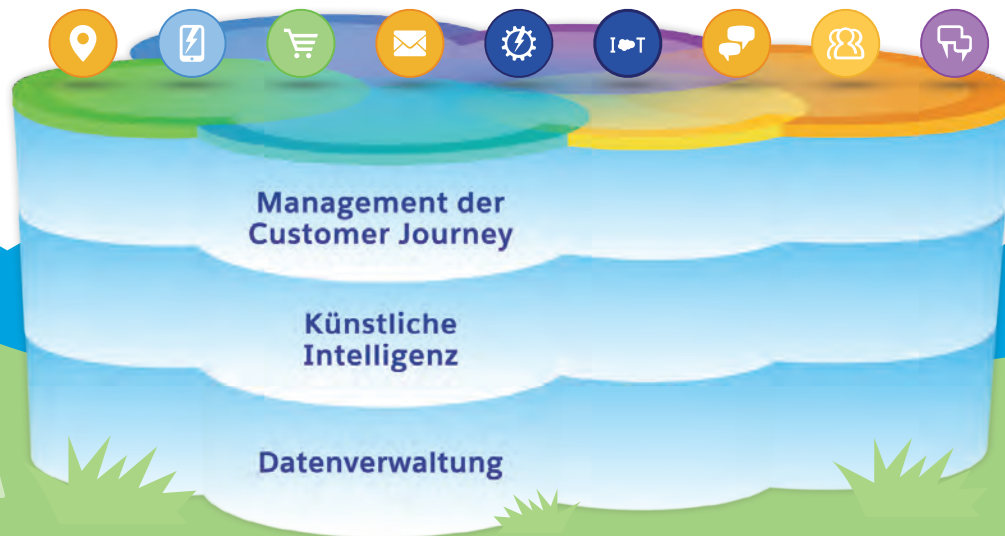 I T
Management der
Customer Journey
Künstliche
Intelligenz
Datenverwaltung